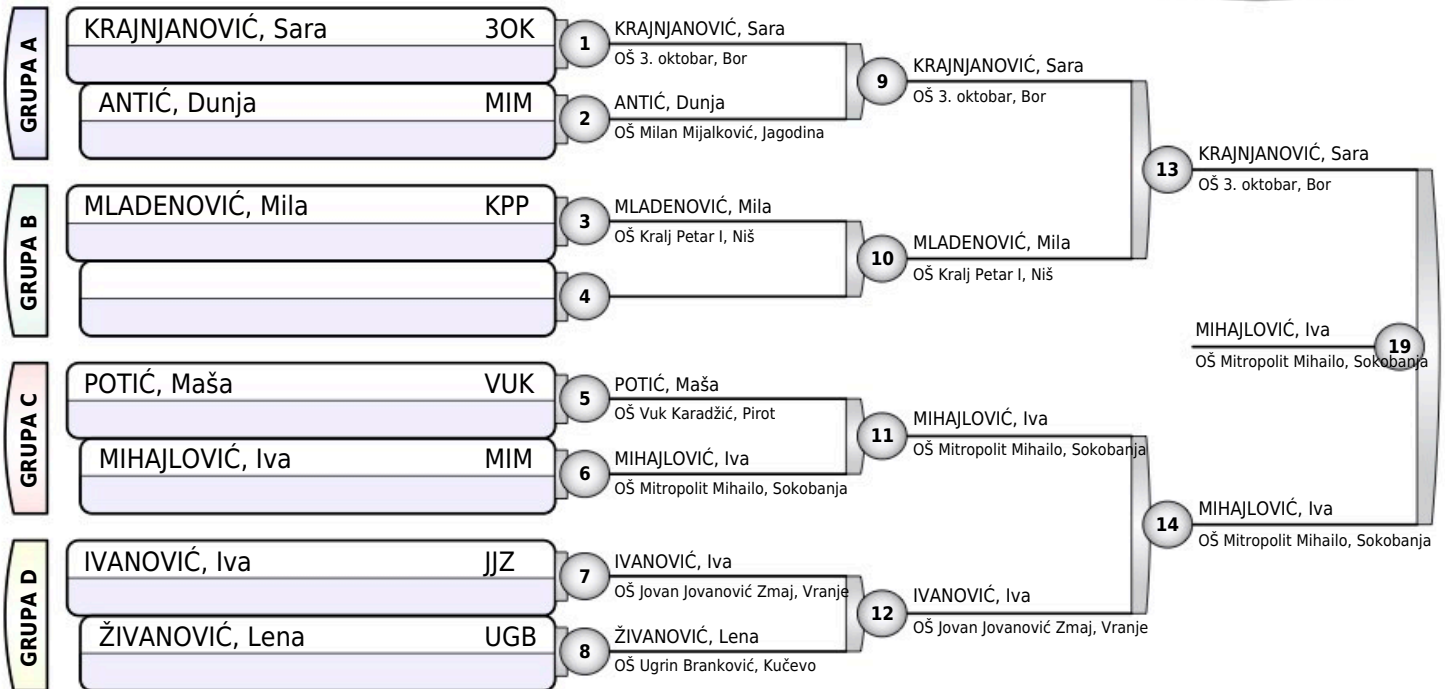 GRUPA A
KRAJNJANOVIĆ, Sara 3OK
ANTIĆ, Dunja MIM
GRUPA B
MLADENOVIĆ, Mila KPP
GRUPA C
POTIĆ, Maša VUK
MIHAJLOVIĆ, Iva MIM
GRUPA D
IVANOVIĆ, Iva JJZ
ŽIVANOVIĆ, Lena UGB
1
KRAJNJANOVIĆ, Sara
OŠ 3. oktobar, Bor
2
ANTIĆ, Dunja
OŠ Milan Mijalković, Jagodina
3
MLADENOVIĆ, Mila
OŠ Kralj Petar I, Niš
4
5
POTIĆ, Maša
OŠ Vuk Karadžić, Pirot
6
MIHAJLOVIĆ, Iva
OŠ Mitropolit Mihailo, Sokobanja
7
IVANOVIĆ, Iva
OŠ Jovan Jovanović Zmaj, Vranje
8
ŽIVANOVIĆ, Lena
OŠ Ugrin Branković, Kučevo
9
KRAJNJANOVIĆ, Sara
OŠ 3. oktobar, Bor
10
MLADENOVIĆ, Mila
OŠ Kralj Petar I, Niš
11
MIHAJLOVIĆ, Iva
OŠ Mitropolit Mihailo, Sokobanja
12
IVANOVIĆ, Iva
OŠ Jovan Jovanović Zmaj, Vranje
13
KRAJNJANOVIĆ, Sara
OŠ 3. oktobar, Bor
14
MIHAJLOVIĆ, Iva
OŠ Mitropolit Mihailo, Sokobanja
MIHAJLOVIĆ, Iva
19
OŠ Mitropolit Mihailo, Sokobanja